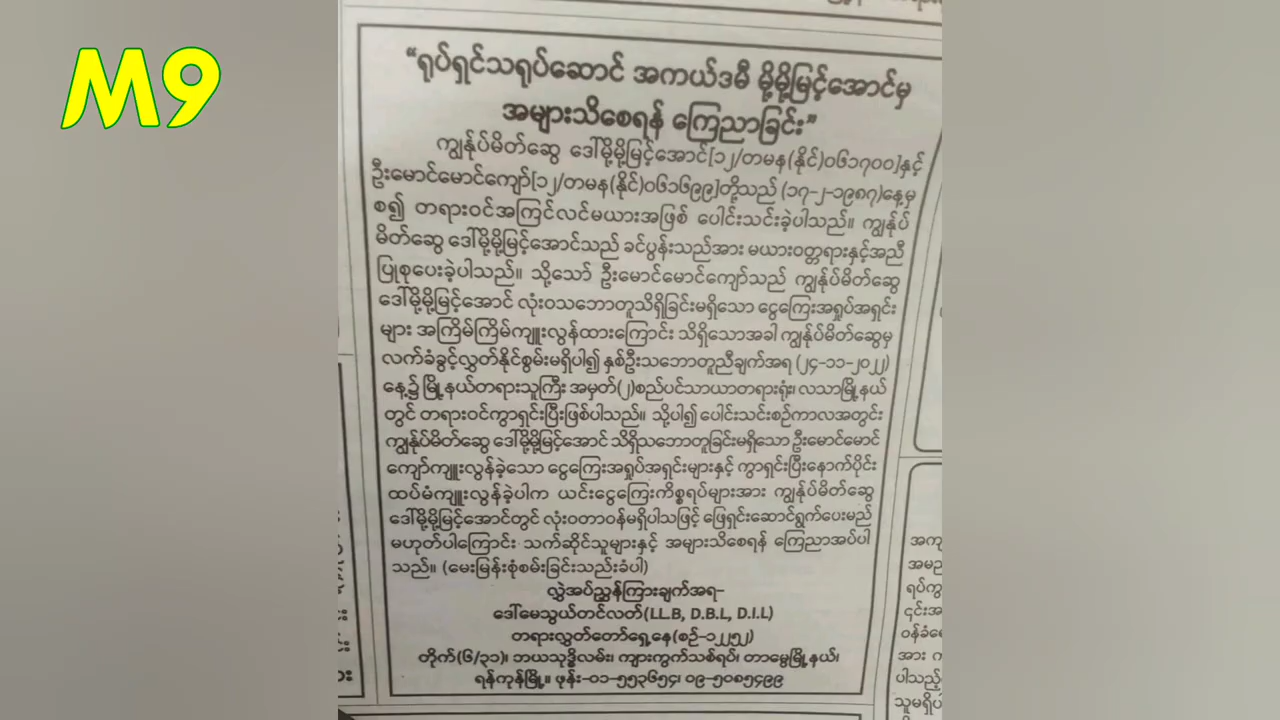 M9
“ရုပ်ရှင်သရုပ်ဆောင် အကယ်ဒမီ မို့မို့မြင့်အောင်မှ
အများသိစေရန် ကြေညာခြင်း”
ကျွန်ုပ်မိတ်ဆွေ ဒေါ်မို့မို့မြင့်အောင်[၁၂/တမန(နိုင်)၀၆၁၇၀၀]နှင့်
ဦးမောင်မောင်ကျော်[၁၂/တမန(နိုင်)၀၆၁၆၉၉]တို့သည် (၁၇-၂-၁၉၈၇)နေ့မှ
စ၍ တရားဝင်အကြင်လင်မယားအဖြစ် ပေါင်းသင်းခဲ့ပါသည်။ ကျွန်ုပ်
မိတ်ဆွေ ဒေါ်မို့မို့မြင့်အောင်သည် ခင်ပွန်းသည်အား မယားဝတ္တရားနှင့်အညီ
ပြုစုပေးခဲ့ပါသည်။ သို့သော် ဦးမောင်မောင်ကျော်သည် ကျွန်ုပ်မိတ်ဆွေ
ဒေါ်မို့မို့မြင့်အောင် လုံးဝသဘောတူသိရှိခြင်းမရှိသော ငွေကြေးအရှုပ်အရှင်း
များ အကြိမ်ကြိမ်ကျူးလွန်ထားကြောင်း သိရှိသောအခါ ကျွန်ုပ်မိတ်ဆွေမှ
လက်ခံခွင့်လွှတ်နိုင်စွမ်းမရှိပါ၍ နှစ်ဦးသဘောတူညီချက်အရ (၂၄-၁၁-၂၀၂၂)
နေ့၌ မြို့နယ်တရားသူကြီး အမှတ်(၂)စည်ပင်သာယာတရားရုံး၊ လသာမြို့နယ်
တွင် တရားဝင်ကွာရှင်းပြီးဖြစ်ပါသည်။ သို့ပါ၍ ပေါင်းသင်းစဉ်ကာလအတွင်း
ကျွန်ုပ်မိတ်ဆွေ ဒေါ်မို့မို့မြင့်အောင် သိရှိသဘောတူခြင်းမရှိသော ဦးမောင်မောင်
ကျော်ကျူးလွန်ခဲ့သော ငွေကြေးအရှုပ်အရှင်းများနှင့် ကွာရှင်းပြီးနောက်ပိုင်း
ထပ်မံကျူးလွန်ခဲ့ပါက ယင်းငွေကြေးကိစ္စရပ်များအား ကျွန်ုပ်မိတ်ဆွေ
ဒေါ်မို့မို့မြင့်အောင်တွင် လုံးဝတာဝန်မရှိပါသဖြင့် ဖြေရှင်းဆောင်ရွက်ပေးမည်
မဟုတ်ပါကြောင်း သက်ဆိုင်သူများနှင့် အများသိစေရန် ကြေညာအပ်ပါ
သည်။ (မေးမြန်းစုံစမ်းခြင်းသည်းခံပါ)
လွှဲအပ်ညွှန်ကြားချက်အရ–
ဒေါ်မေသွယ်တင်လတ်(LL.B, D.B.L, D.I.L)
တရားလွှတ်တော်ရှေ့နေ(စဉ်–၁၂၅၂)
တိုက်(၆/၃၁)၊ ဘယသုဒ္ဓိလမ်း၊ ကျားကွက်သစ်ရပ်၊ တာမွေမြို့နယ်၊
ရန်ကုန်မြို့။ ဖုန်း–၀၁–၅၅၃၆၅၄၊ ၀၉–၅၀၈၅၄၉၉
အမည
ရပ်ကွ
၎င်းအ
အား က
သူမရှိပ